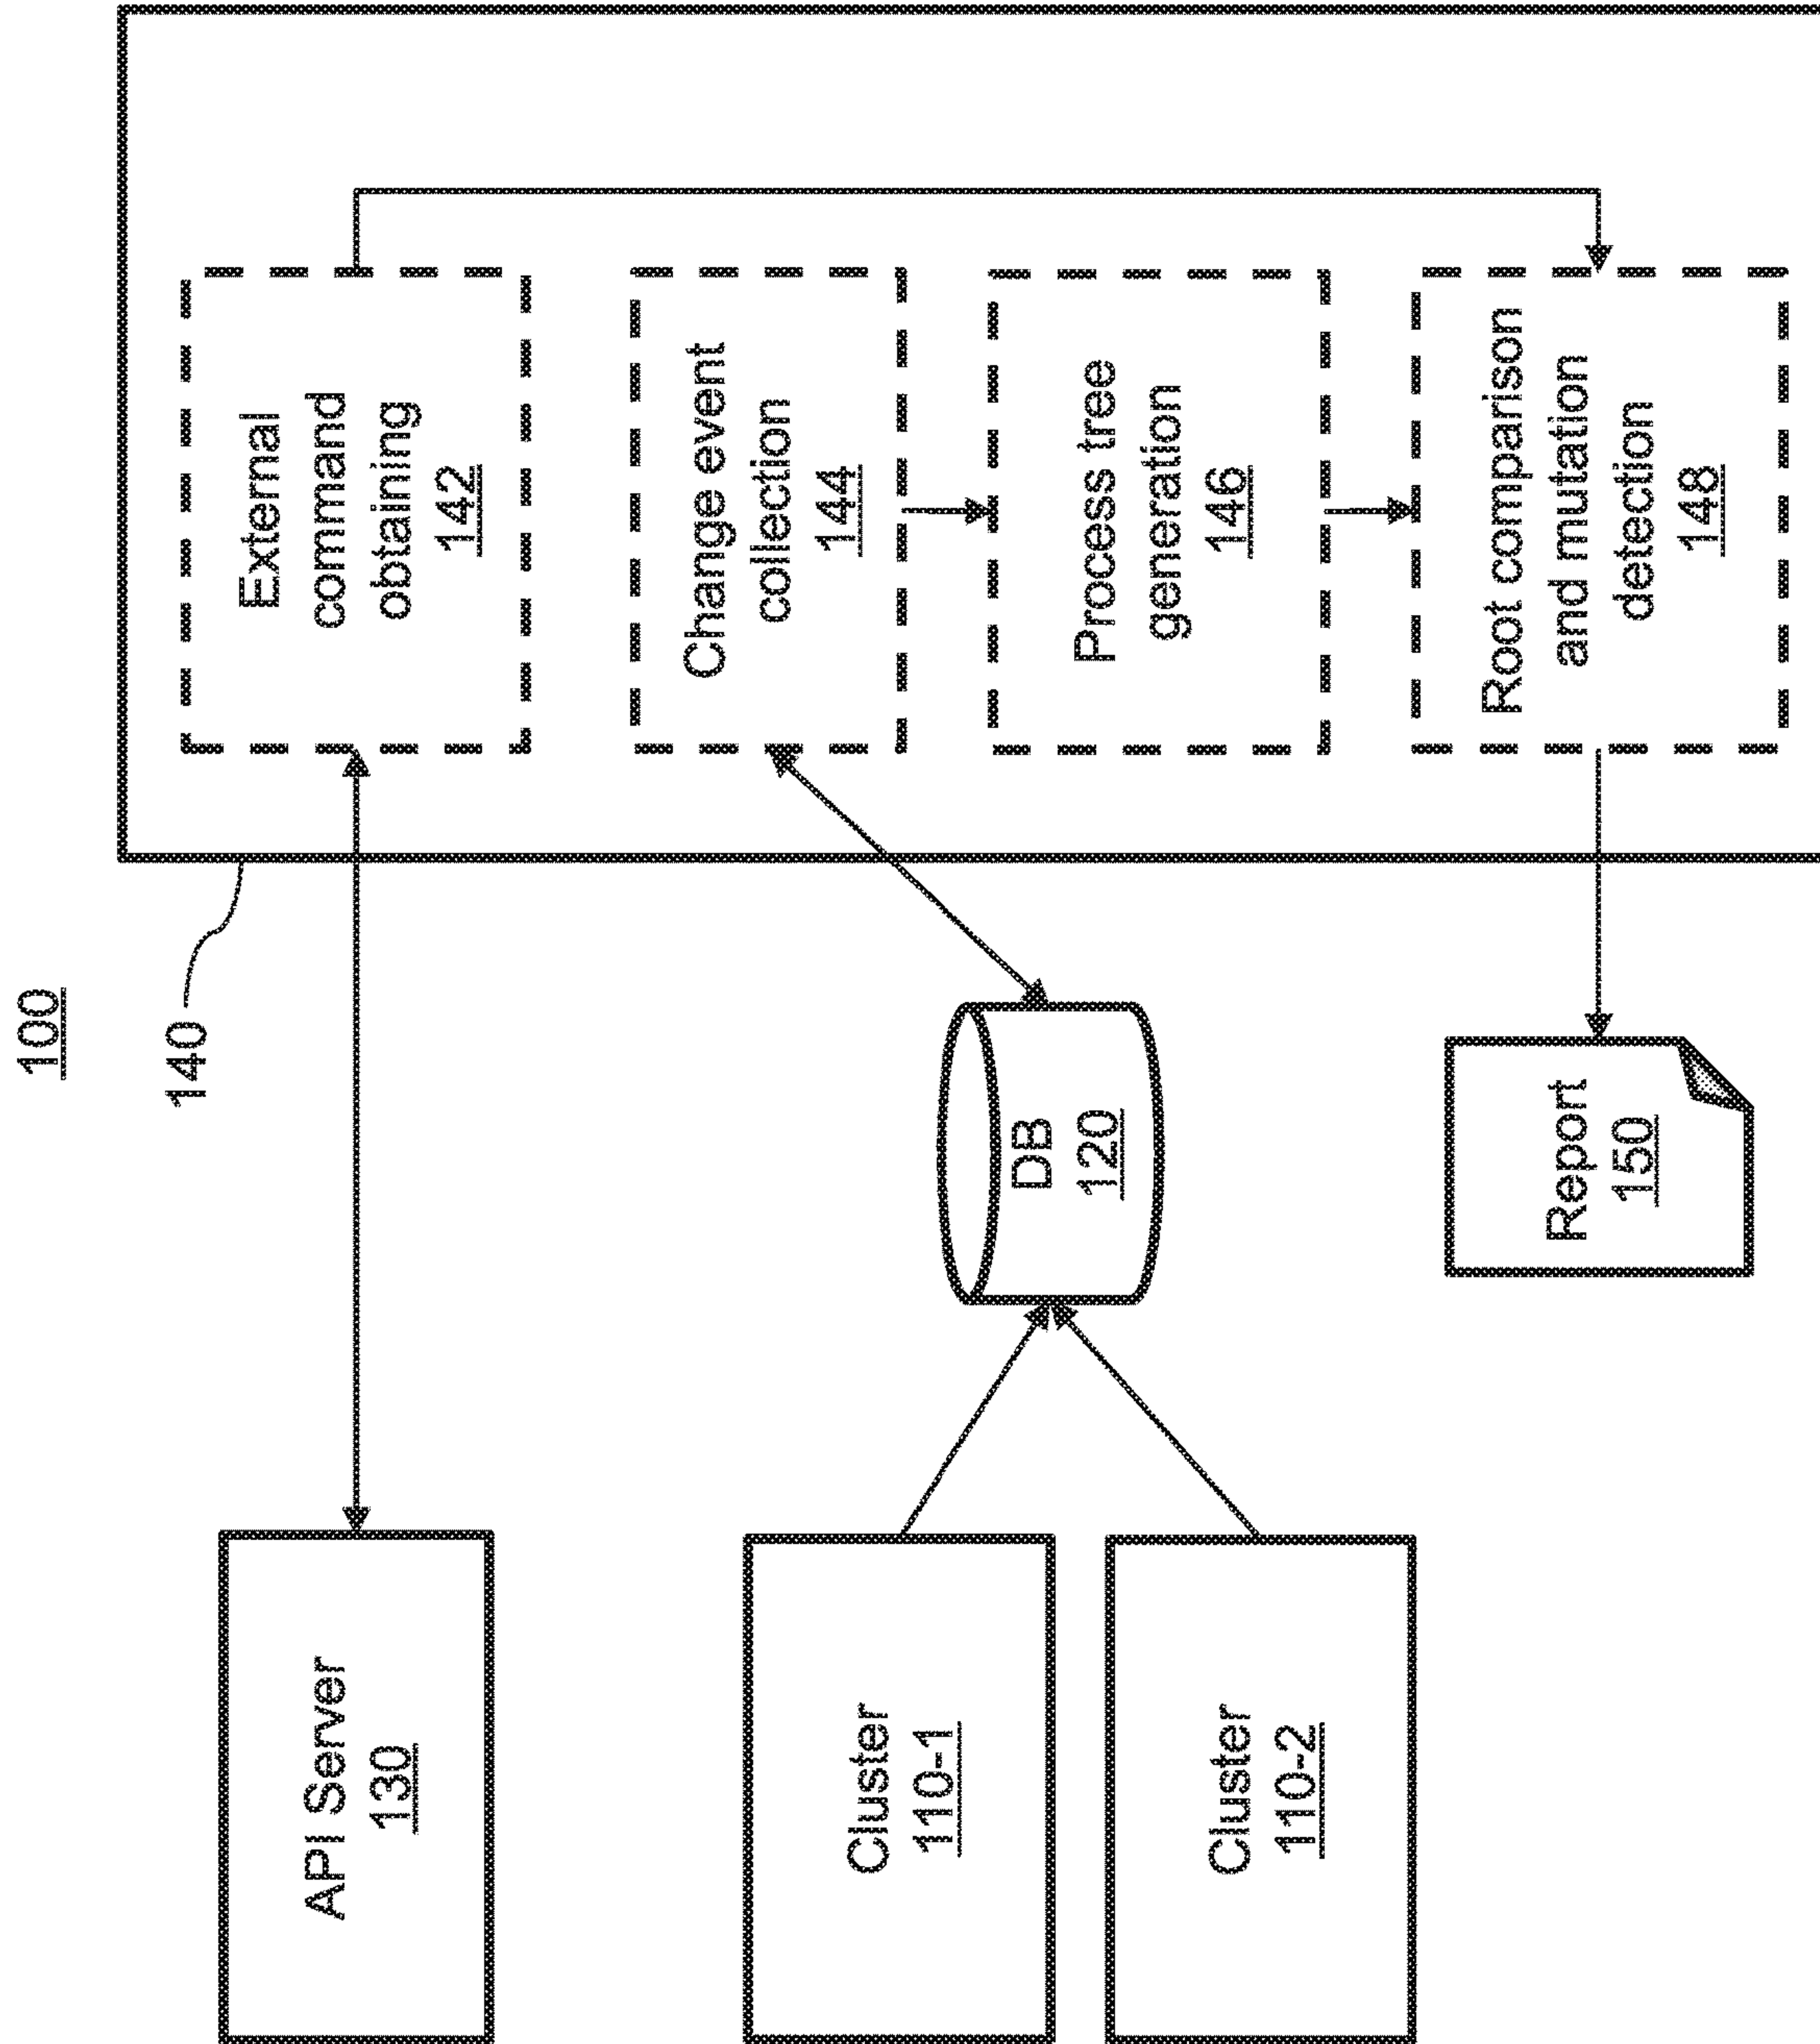 100
140
API Server
130
External
command
obtaining
142
Cluster
110-1
Cluster
110-2
DB
120
Change event
collection
144
Process tree
generation
146
Report
150
Root comparison
and mutation
detection
148